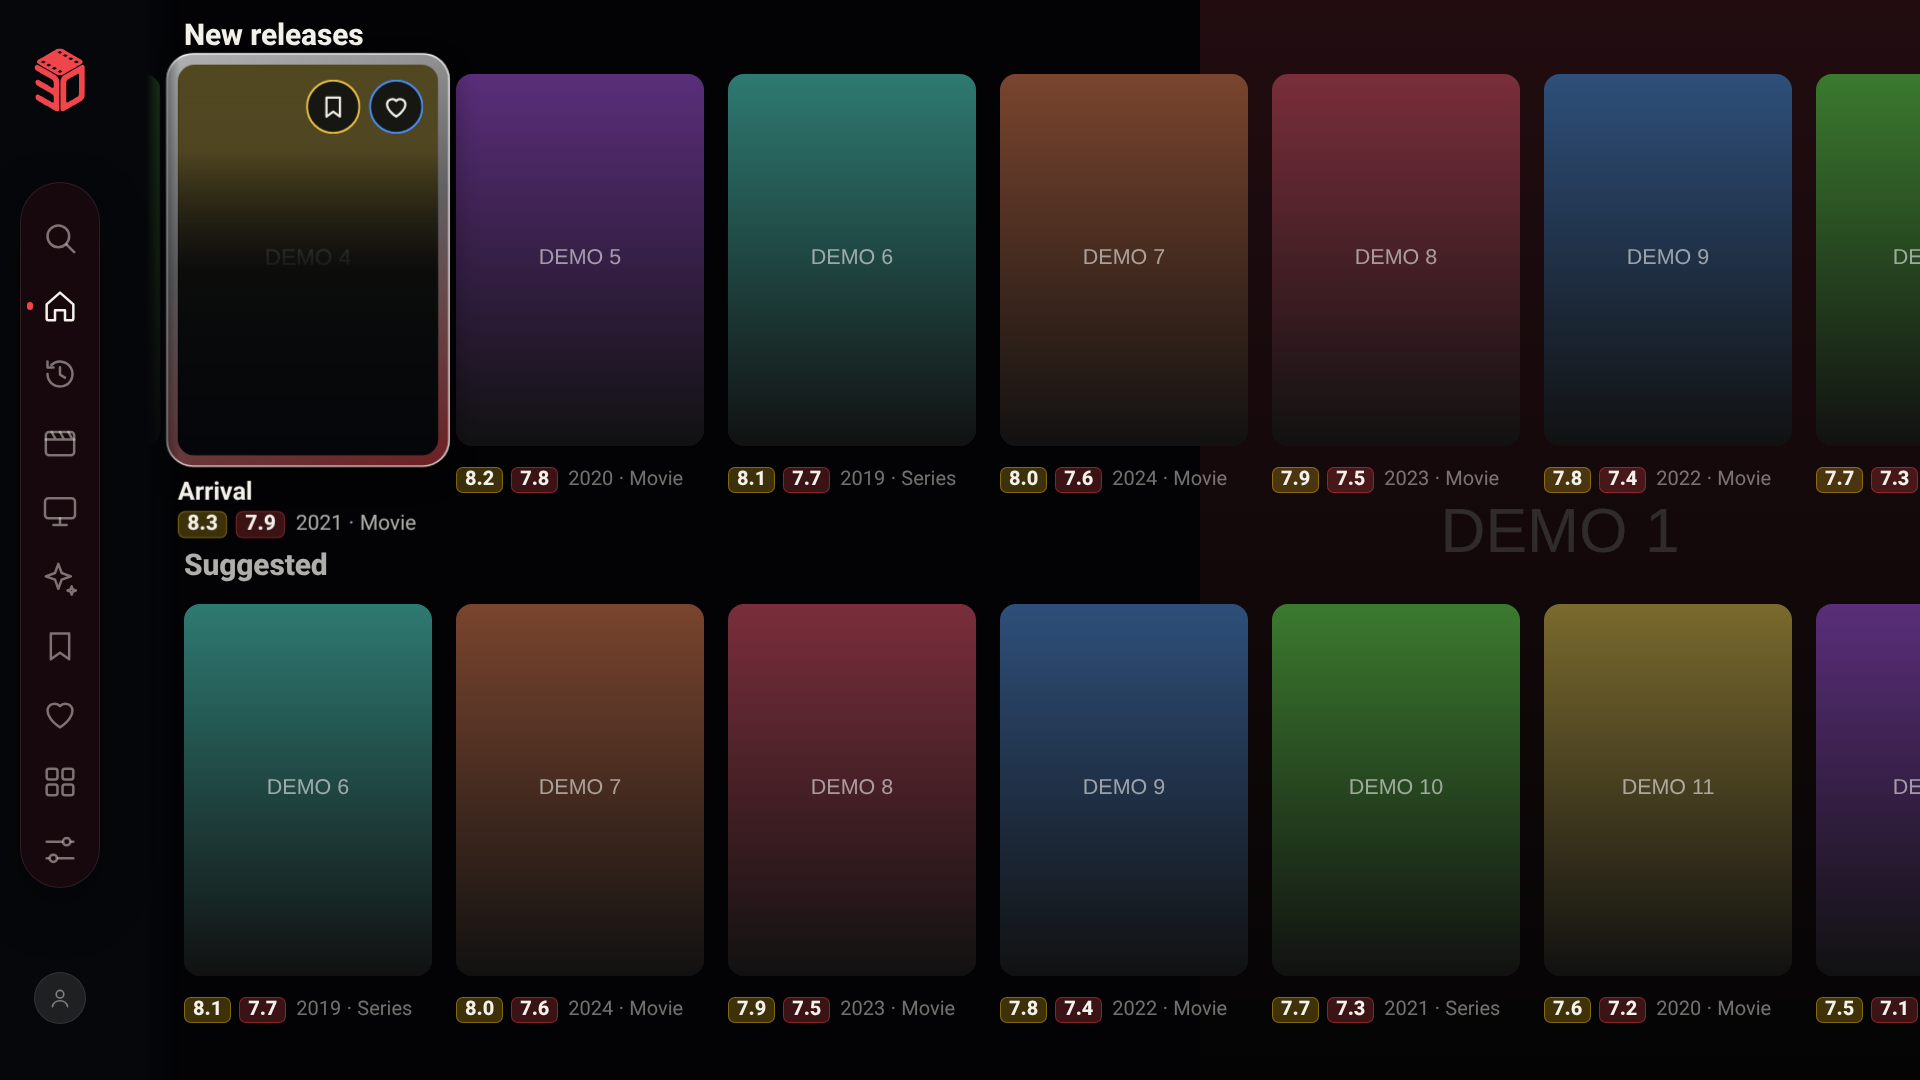 New releases
DEMO 4
DEMO 5
DEMO 6
DEMO 7
DEMO 8
DEMO 9
DE
8.2 7.8 2020 · Movie
8.1 7.7 2019 · Series
8.0 7.6 2024 · Movie
7.9 7.5 2023 · Movie
7.8 7.4 2022 · Movie
7.7 7.3
Arrival
8.3 7.9 2021 · Movie
DEMO 1
Suggested
DEMO 6
DEMO 7
DEMO 8
DEMO 9
DEMO 10
DEMO 11
DE
8.1 7.7 2019 · Series
8.0 7.6 2024 · Movie
7.9 7.5 2023 · Movie
7.8 7.4 2022 · Movie
7.7 7.3 2021 · Series
7.6 7.2 2020 · Movie
7.5 7.1